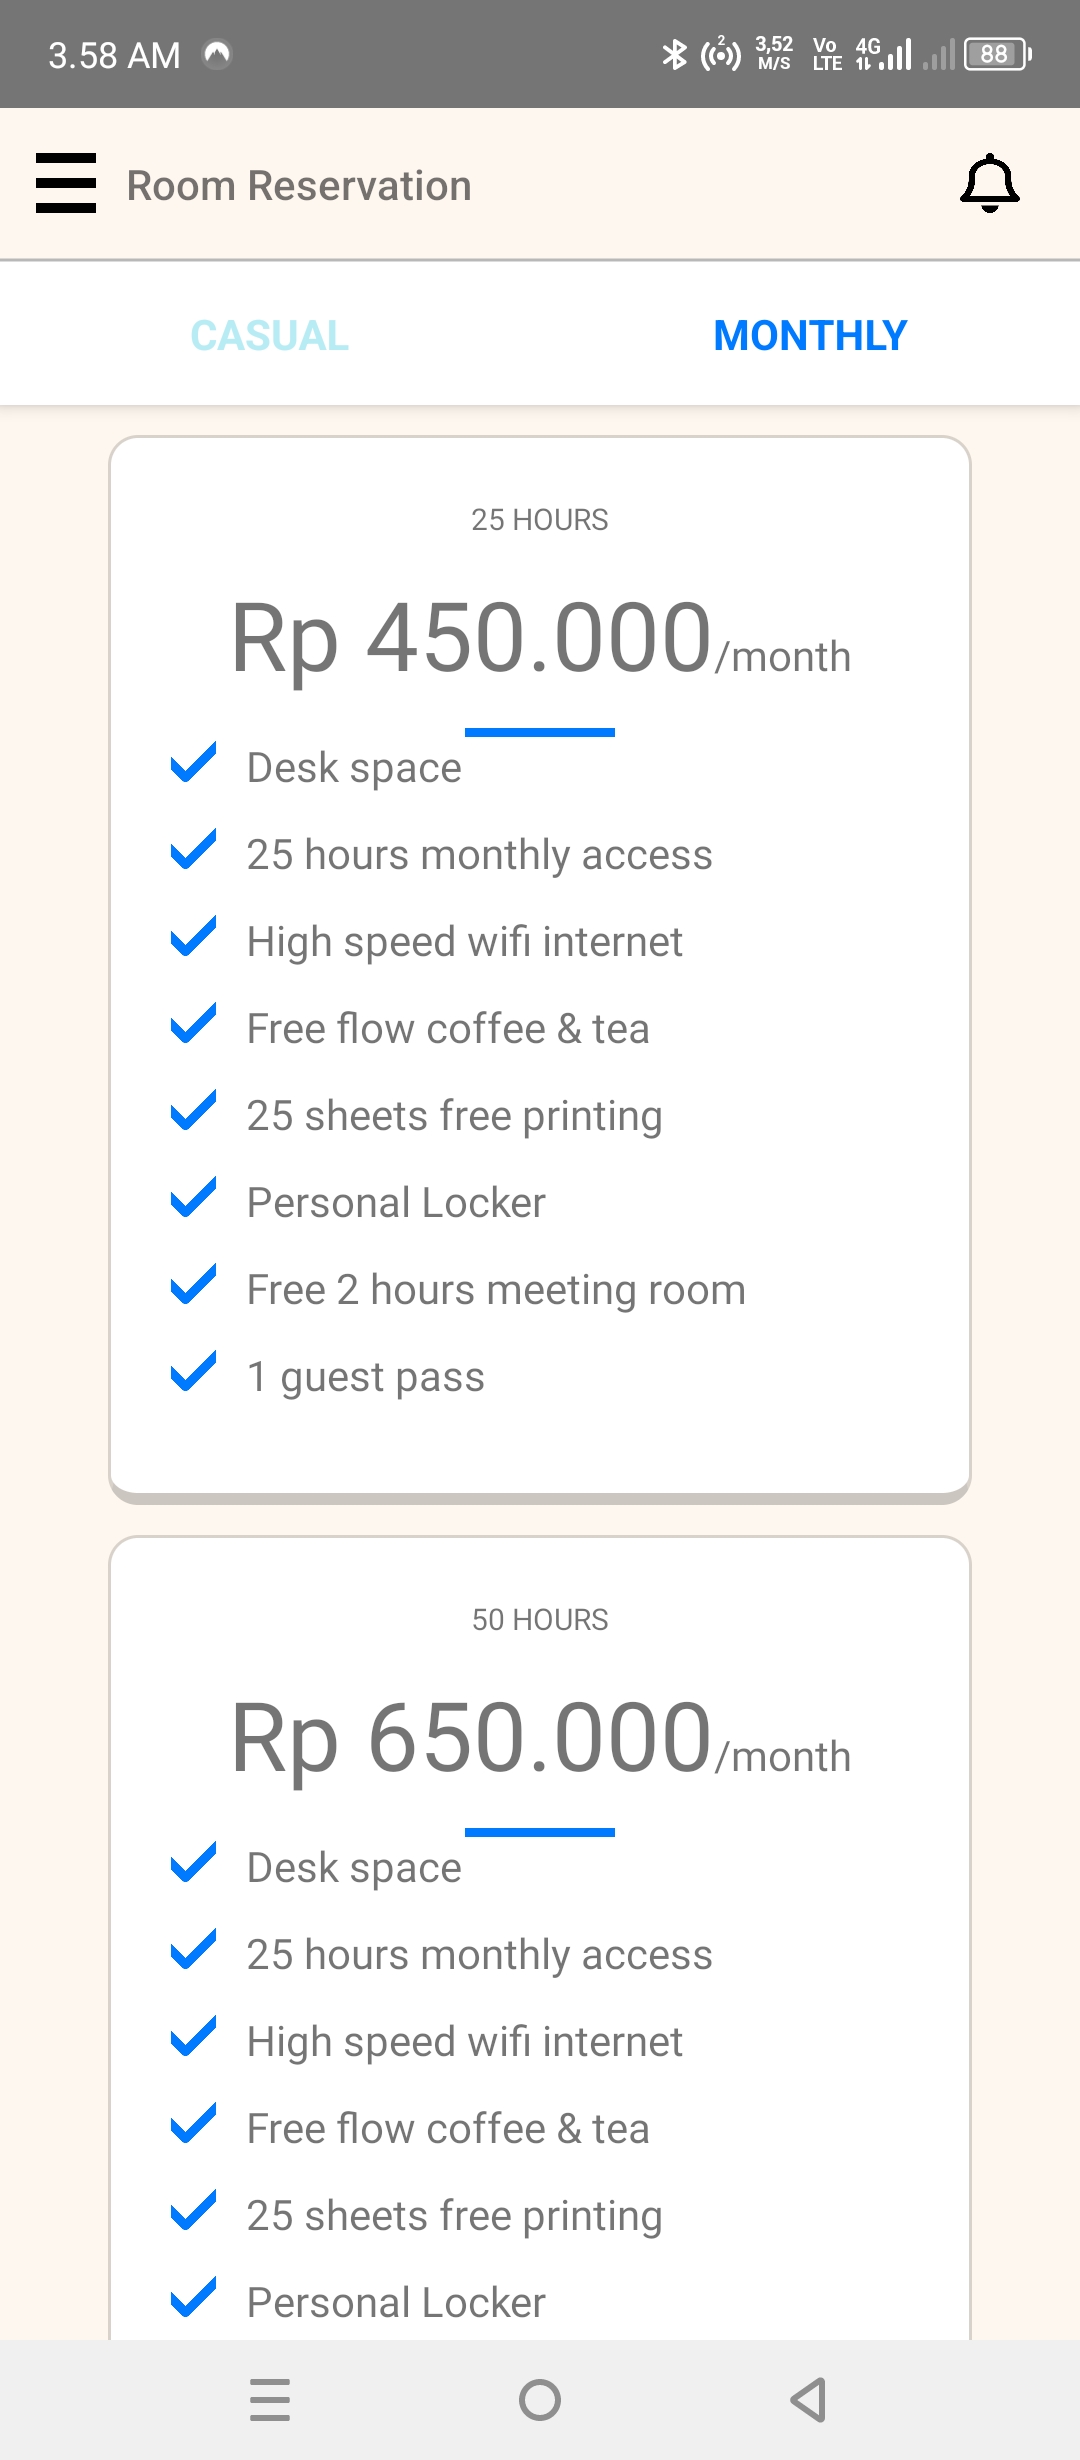 3.58 AM
2
3,52 M/S
Vo LTE
4G
88
Room Reservation
CASUAL
MONTHLY
25 HOURS
Rp 450.000/month
Desk space
25 hours monthly access
High speed wifi internet
Free flow coffee & tea
25 sheets free printing
Personal Locker
Free 2 hours meeting room
1 guest pass
50 HOURS
Rp 650.000/month
Desk space
25 hours monthly access
High speed wifi internet
Free flow coffee & tea
25 sheets free printing
Personal Locker